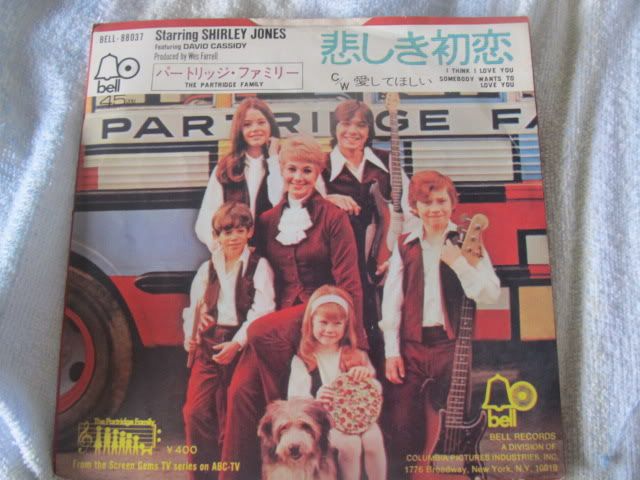 BELL-88037
Starring SHIRLEY JONES
Featuring DAVID CASSIDY
Produced by Wes Farrell
パートリッジ・ファミリー
THE PARTRIDGE FAMILY
bell
45
悲しき初恋
I THINK I LOVE YOU
C/W 愛してほしい
SOMEBODY WANTS TO
LOVE YOU
PARTRIDGE FA
The Partridge Family
¥400
From the Screen Gems TV series on ABC-TV
bell
BELL RECORDS
A DIVISION OF
COLUMBIA PICTURES INDUSTRIES, INC.
1776 Broadway, New York, N.Y. 10019